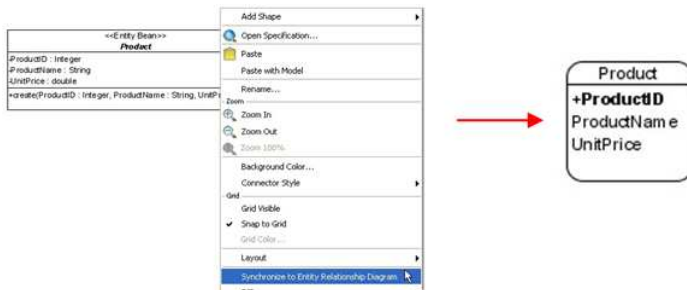 <<Entity Bean>>
Product
-ProductID : Integer
-ProductName : String
-UnitPrice : double
+create(ProductID : Integer, ProductName : String, UnitPr
Add Shape
Open Specification...
Paste
Paste with Model
Rename...
Zoom
Zoom In
Zoom Out
Zoom 100%
Background Color...
Connector Style
Grid
Grid Visible
Snap to Grid
Grid Color...
Layout
Synchronize to Entity Relationship Diagram
Product
+ProductID
ProductName
UnitPrice